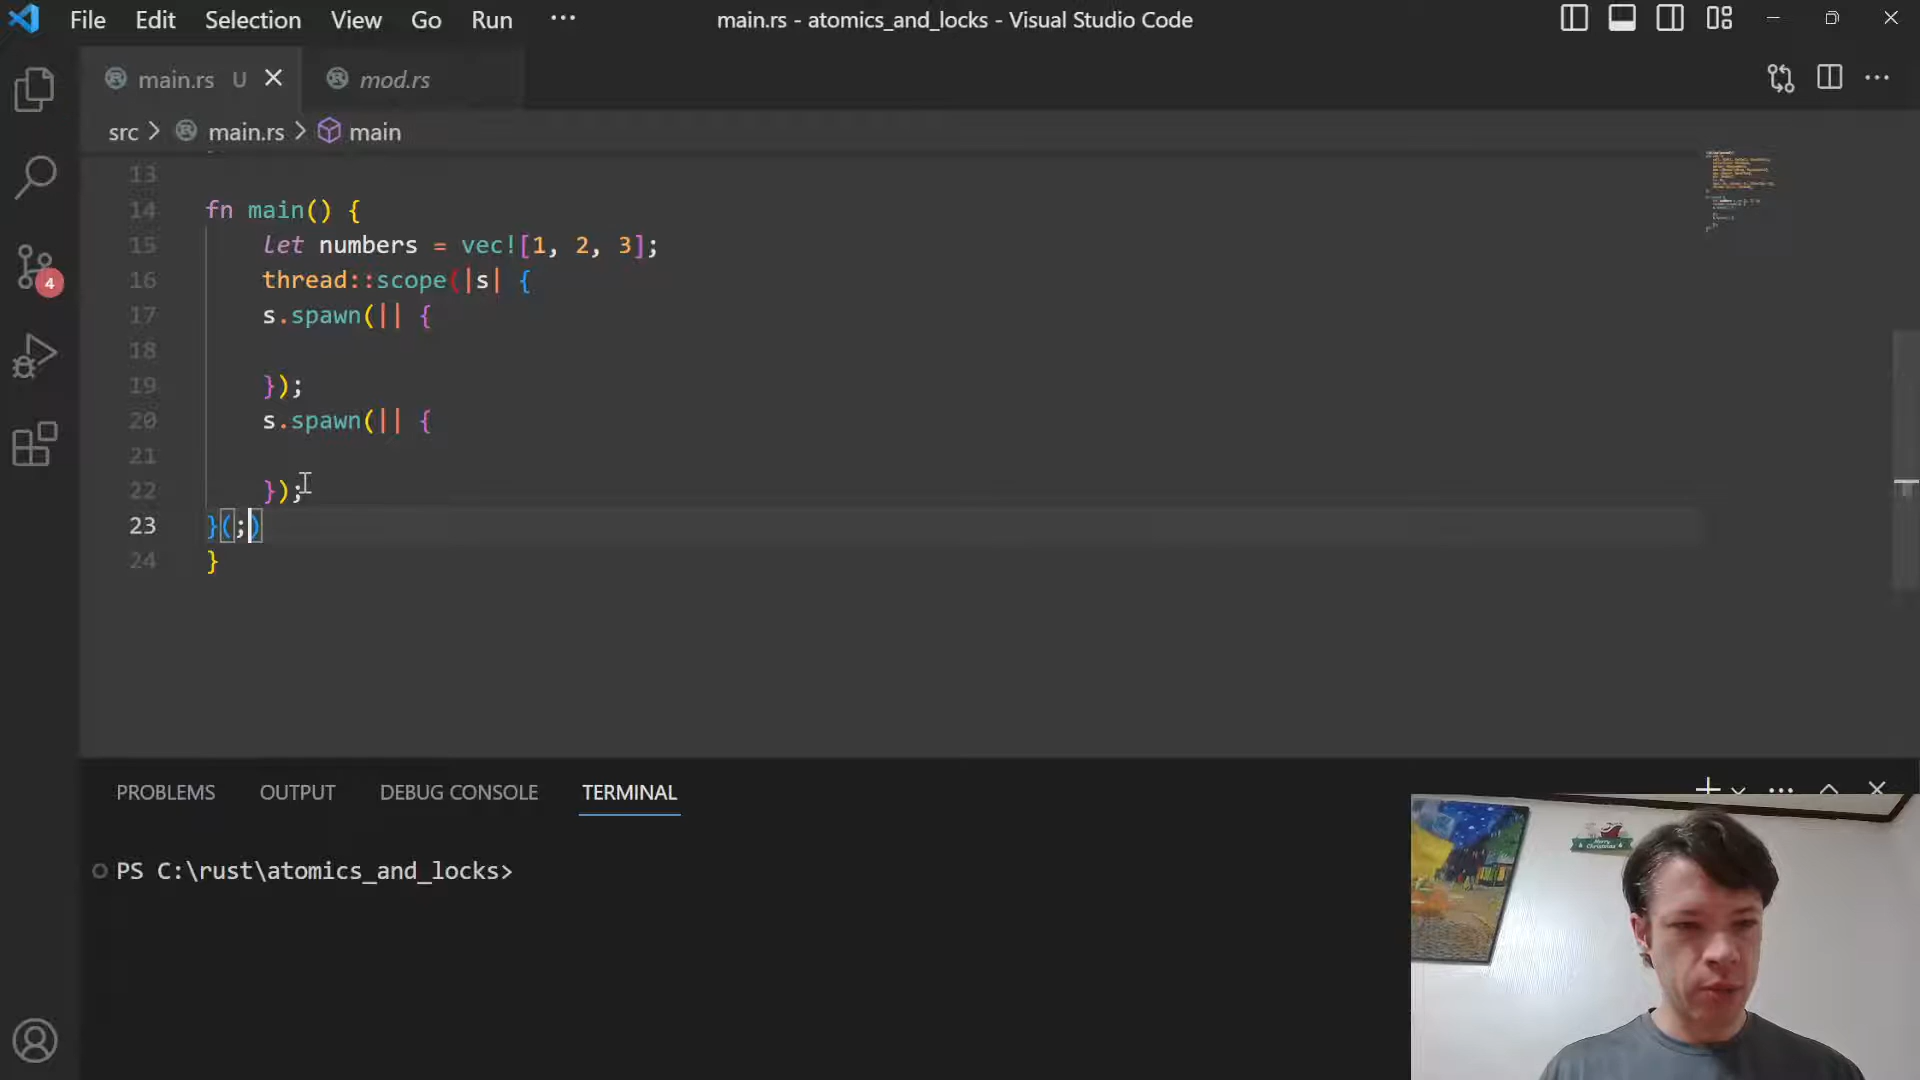 File Edit Selection View Go Run ··· main.rs - atomics_and_locks - Visual Studio Code
main.rs U mod.rs
src > main.rs > main
4
13
14 fn main() {
15 let numbers = vec![1, 2, 3];
16 thread::scope(|s| {
17 s.spawn(|| {
18
19 });
20 s.spawn(|| {
21
22 });
23 }(;)
24 }
PROBLEMS OUTPUT DEBUG CONSOLE TERMINAL
PS C:\rust\atomics_and_locks>